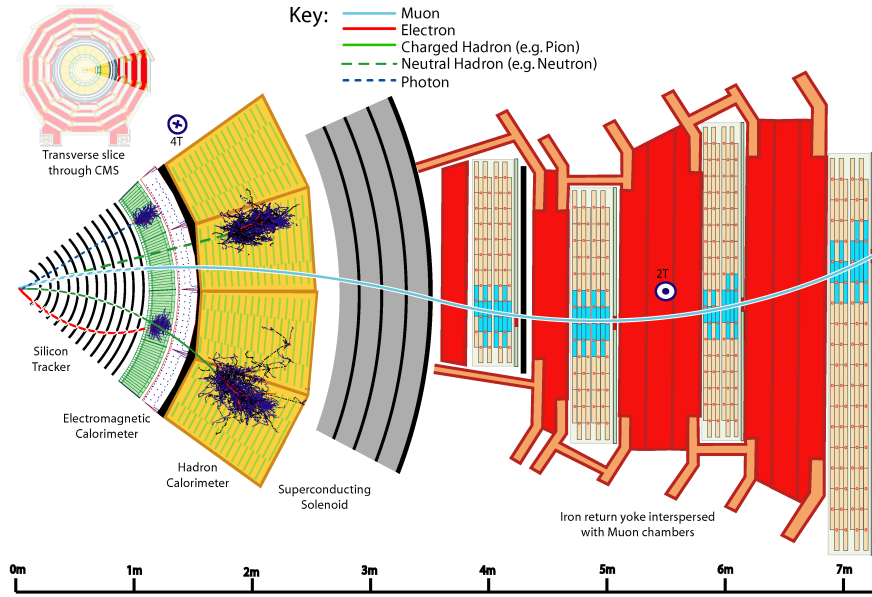 Key:
Muon
Electron
Charged Hadron (e.g. Pion)
Neutral Hadron (e.g. Neutron)
Photon
4T
Transverse slice
through CMS
2T
Silicon
Tracker
Electromagnetic
Calorimeter
Hadron
Calorimeter
Superconducting
Solenoid
Iron return yoke interspersed
with Muon chambers
0m 1m 2m 3m 4m 5m 6m 7m